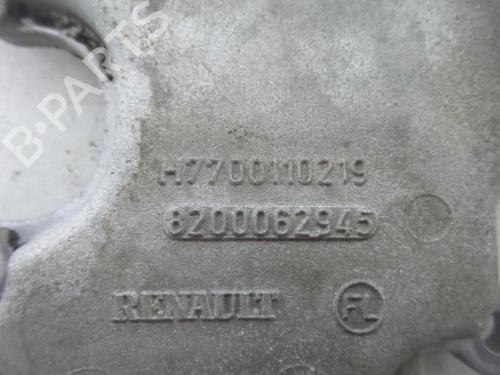 B-PARTS
H7700110219
8200062945
RENAULT FL